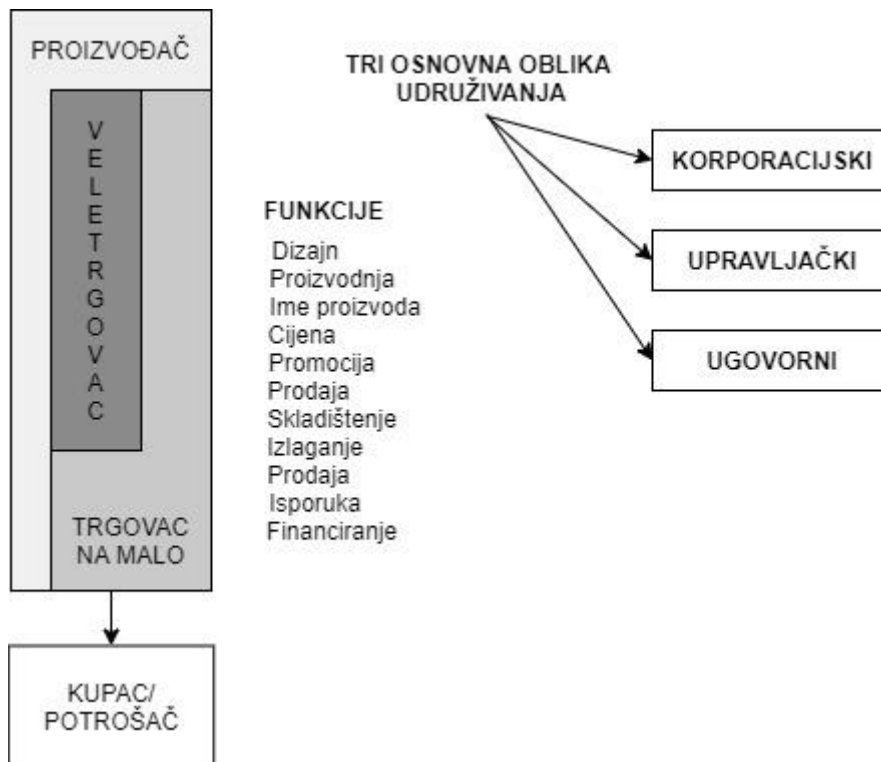 PROIZVOĐAČ
VELETRGOVAC
TRGOVAC
NA MALO
KUPAC/
POTROŠAČ
FUNKCIJE
Dizajn
Proizvodnja
Ime proizvoda
Cijena
Promocija
Prodaja
Skladištenje
Izlaganje
Prodaja
Isporuka
Financiranje
TRI OSNOVNA OBLIKA
UDRUŽIVANJA
KORPORACIJSKI
UPRAVLJAČKI
UGOVORNI